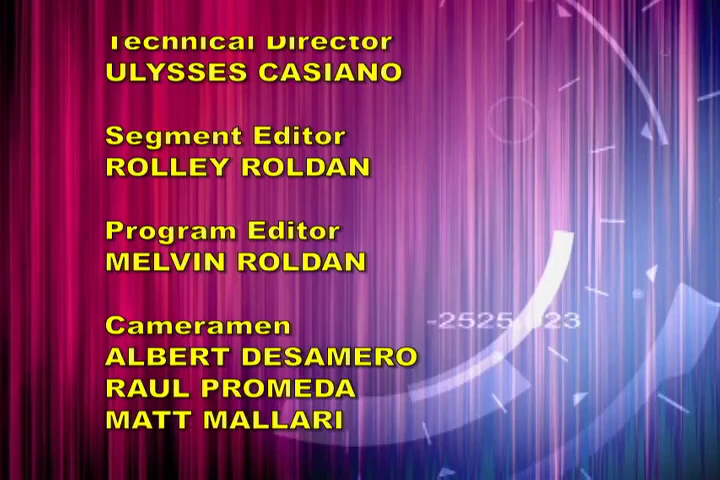 Technical Director
ULYSSES CASIANO
Segment Editor
ROLLEY ROLDAN
Program Editor
MELVIN ROLDAN
Cameramen
ALBERT DESAMERO
RAUL PROMEDA
MATT MALLARI